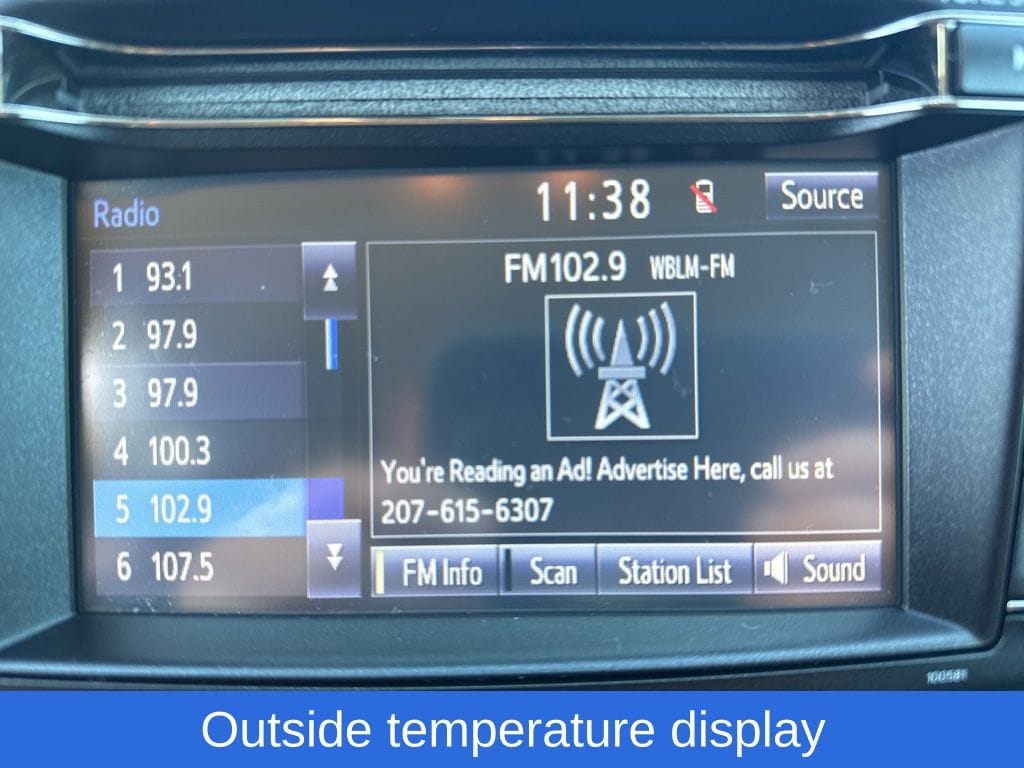 Radio
11:38
Source
1 93.1
2 97.9
3 97.9
4 100.3
5 102.9
6 107.5
FM102.9 WBLM-FM
You're Reading an Ad! Advertise Here, call us at
207-615-6307
FM Info
Scan
Station List
Sound
100581
Outside temperature display